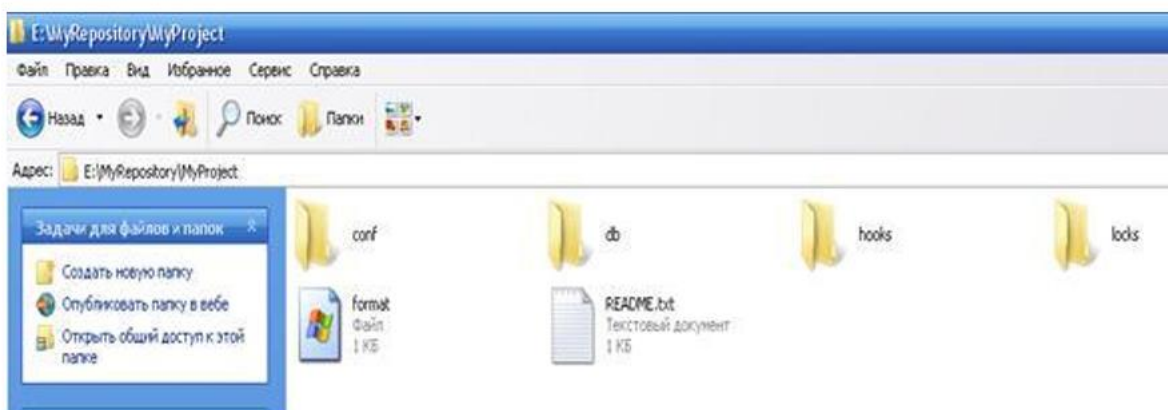 E:\MyRepository\MyProject
Файл Правка Вид Избранное Сервис Справка
Назад Поиск Папки
Адрес: E:\MyRepository\MyProject
Задачи для файлов и папок
Создать новую папку
Опубликовать папку в вебе
Открыть общий доступ к этой
папке
conf
db
hooks
locks
format
Файл
1 КБ
README.txt
Текстовый документ
1 КБ